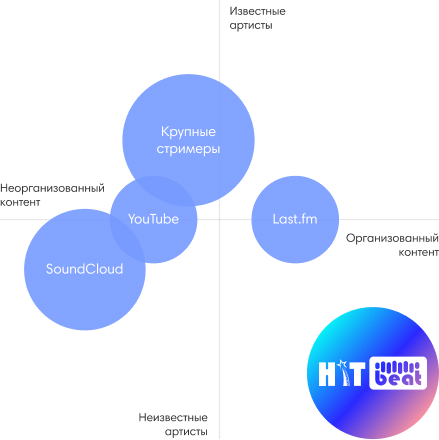 Известные
артисты
Крупные
стримеры
Неорганизованный
контент
YouTube
Last.fm
Организованный
контент
SoundCloud
HIT beat
Неизвестные
артисты